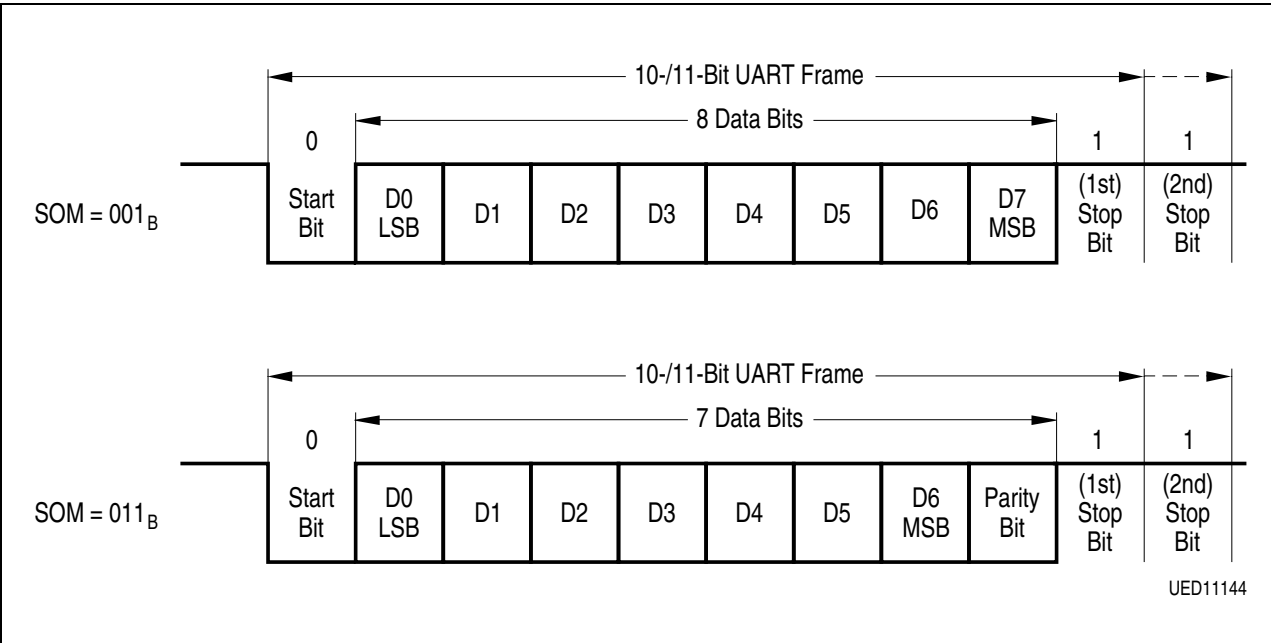 10-/11-Bit UART Frame
8 Data Bits
0 1 1
SOM = 001B
Start Bit
D0 LSB
D1
D2
D3
D4
D5
D6
D7 MSB
(1st) Stop Bit
(2nd) Stop Bit
10-/11-Bit UART Frame
7 Data Bits
0 1 1
SOM = 011B
Start Bit
D0 LSB
D1
D2
D3
D4
D5
D6 MSB
Parity Bit
(1st) Stop Bit
(2nd) Stop Bit
UED11144